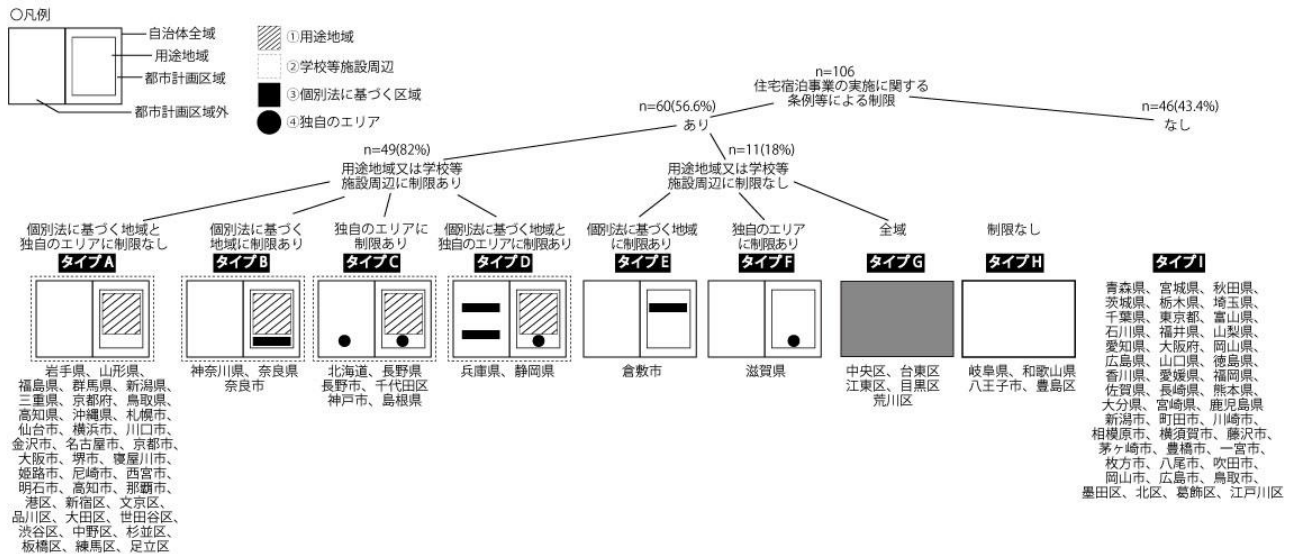 ○凡例
自治体全域
用途地域
都市計画区域
都市計画区域外
①用途地域
②学校等施設周辺
③個別法に基づく区域
④独自のエリア
n=106
住宅宿泊事業の実施に関する
条例等による制限
n=60(56.6%)
あり
n=46(43.4%)
なし
n=49(82%)
用途地域又は学校等
施設周辺に制限あり
n=11(18%)
用途地域又は学校等
施設周辺に制限なし
個別法に基づく地域と
独自のエリアに制限なし
タイプA
岩手県、山形県、
福島県、群馬県、新潟県、
三重県、京都府、鳥取県、
高知県、沖縄県、札幌市、
仙台市、横浜市、川口市、
金沢市、名古屋市、京都市、
大阪市、堺市、寝屋川市、
姫路市、尼崎市、西宮市、
明石市、高知市、那覇市、
港区、新宿区、文京区、
品川区、大田区、世田谷区、
渋谷区、中野区、杉並区、
板橋区、練馬区、足立区
個別法に基づく
地域に制限あり
タイプB
神奈川県、奈良県
奈良市
独自のエリアに
制限あり
タイプC
北海道、長野県
長野市、千代田区
神戸市、島根県
個別法に基づく地域と
独自のエリアに制限あり
タイプD
兵庫県、静岡県
個別法に基づく地域
に制限あり
タイプE
倉敷市
独自のエリア
に制限あり
タイプF
滋賀県
全域
タイプG
中央区、台東区
江東区、目黒区
荒川区
制限なし
タイプH
岐阜県、和歌山県
八王子市、豊島区
タイプI
青森県、宮城県、秋田県、
茨城県、栃木県、埼玉県、
千葉県、東京都、富山県、
石川県、福井県、山梨県、
愛知県、大阪府、岡山県、
広島県、山口県、徳島県、
香川県、愛媛県、福岡県、
佐賀県、長崎県、熊本県、
大分県、宮崎県、鹿児島県
新潟市、町田市、川崎市、
相模原市、横須賀市、藤沢市、
茅ヶ崎市、豊橋市、一宮市、
枚方市、八尾市、吹田市、
岡山市、広島市、鳥取市、
墨田区、北区、葛飾区、江戸川区